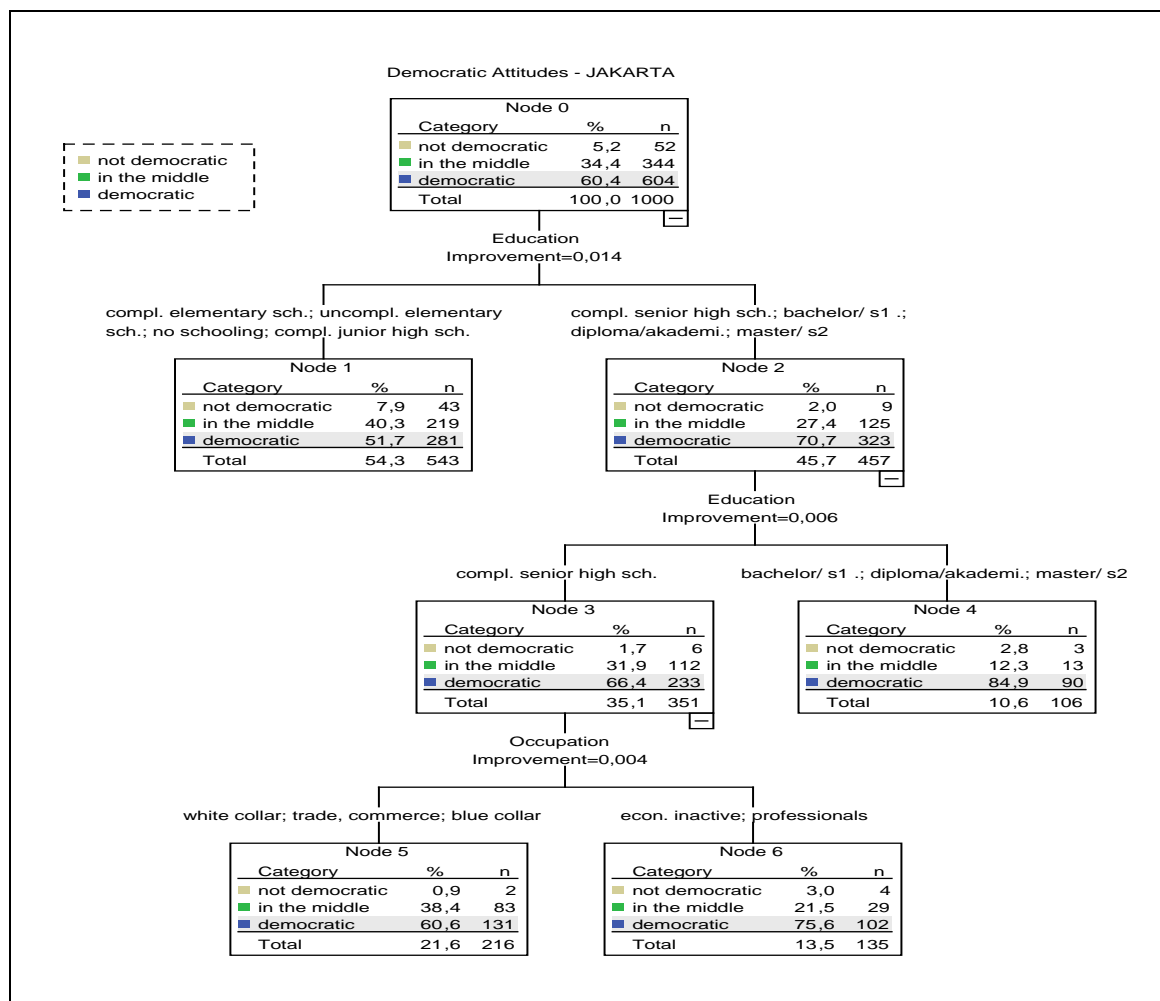 Democratic Attitudes - JAKARTA
not democratic
in the middle
democratic
Node 0
Category % n
not democratic 5,2 52
in the middle 34,4 344
democratic 60,4 604
Total 100,0 1000
Education
Improvement=0,014
compl. elementary sch.; uncompl. elementary
sch.; no schooling; compl. junior high sch.
compl. senior high sch.; bachelor/ s1 .;
diploma/akademi.; master/ s2
Node 1
Category % n
not democratic 7,9 43
in the middle 40,3 219
democratic 51,7 281
Total 54,3 543
Node 2
Category % n
not democratic 2,0 9
in the middle 27,4 125
democratic 70,7 323
Total 45,7 457
Education
Improvement=0,006
compl. senior high sch.
bachelor/ s1 .; diploma/akademi.; master/ s2
Node 3
Category % n
not democratic 1,7 6
in the middle 31,9 112
democratic 66,4 233
Total 35,1 351
Node 4
Category % n
not democratic 2,8 3
in the middle 12,3 13
democratic 84,9 90
Total 10,6 106
Occupation
Improvement=0,004
white collar; trade, commerce; blue collar
econ. inactive; professionals
Node 5
Category % n
not democratic 0,9 2
in the middle 38,4 83
democratic 60,6 131
Total 21,6 216
Node 6
Category % n
not democratic 3,0 4
in the middle 21,5 29
democratic 75,6 102
Total 13,5 135